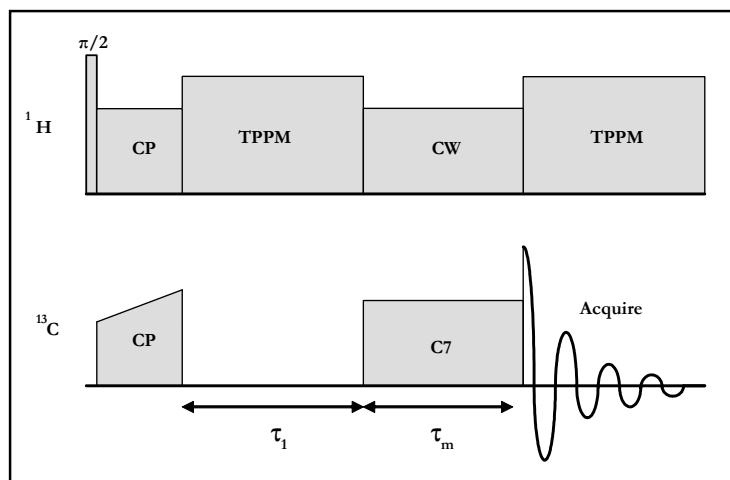 π/2
¹H
CP
TPPM
CW
TPPM
¹³C
CP
C7
Acquire
τ₁
τₘ